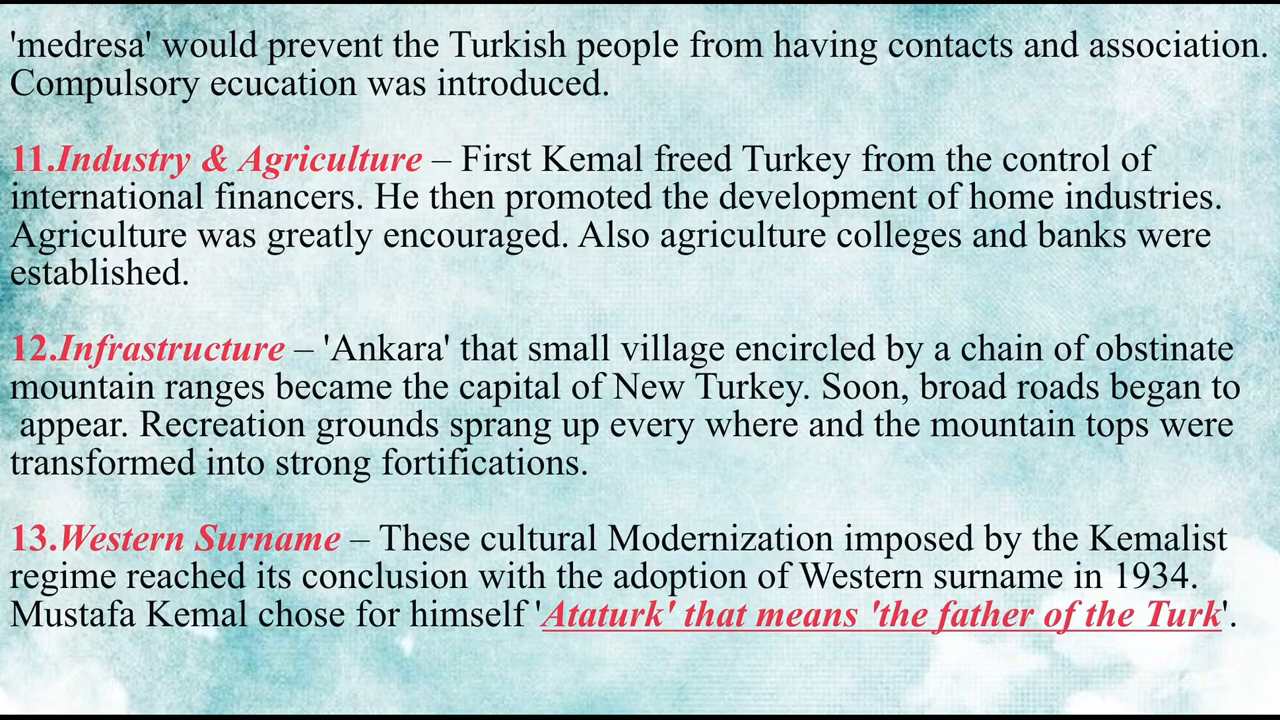 'medresa' would prevent the Turkish people from having contacts and association.
Compulsory ecucation was introduced.
11.Industry & Agriculture – First Kemal freed Turkey from the control of
international financers. He then promoted the development of home industries.
Agriculture was greatly encouraged. Also agriculture colleges and banks were
established.
12.Infrastructure – 'Ankara' that small village encircled by a chain of obstinate
mountain ranges became the capital of New Turkey. Soon, broad roads began to
appear. Recreation grounds sprang up every where and the mountain tops were
transformed into strong fortifications.
13.Western Surname – These cultural Modernization imposed by the Kemalist
regime reached its conclusion with the adoption of Western surname in 1934.
Mustafa Kemal chose for himself 'Ataturk' that means 'the father of the Turk'.